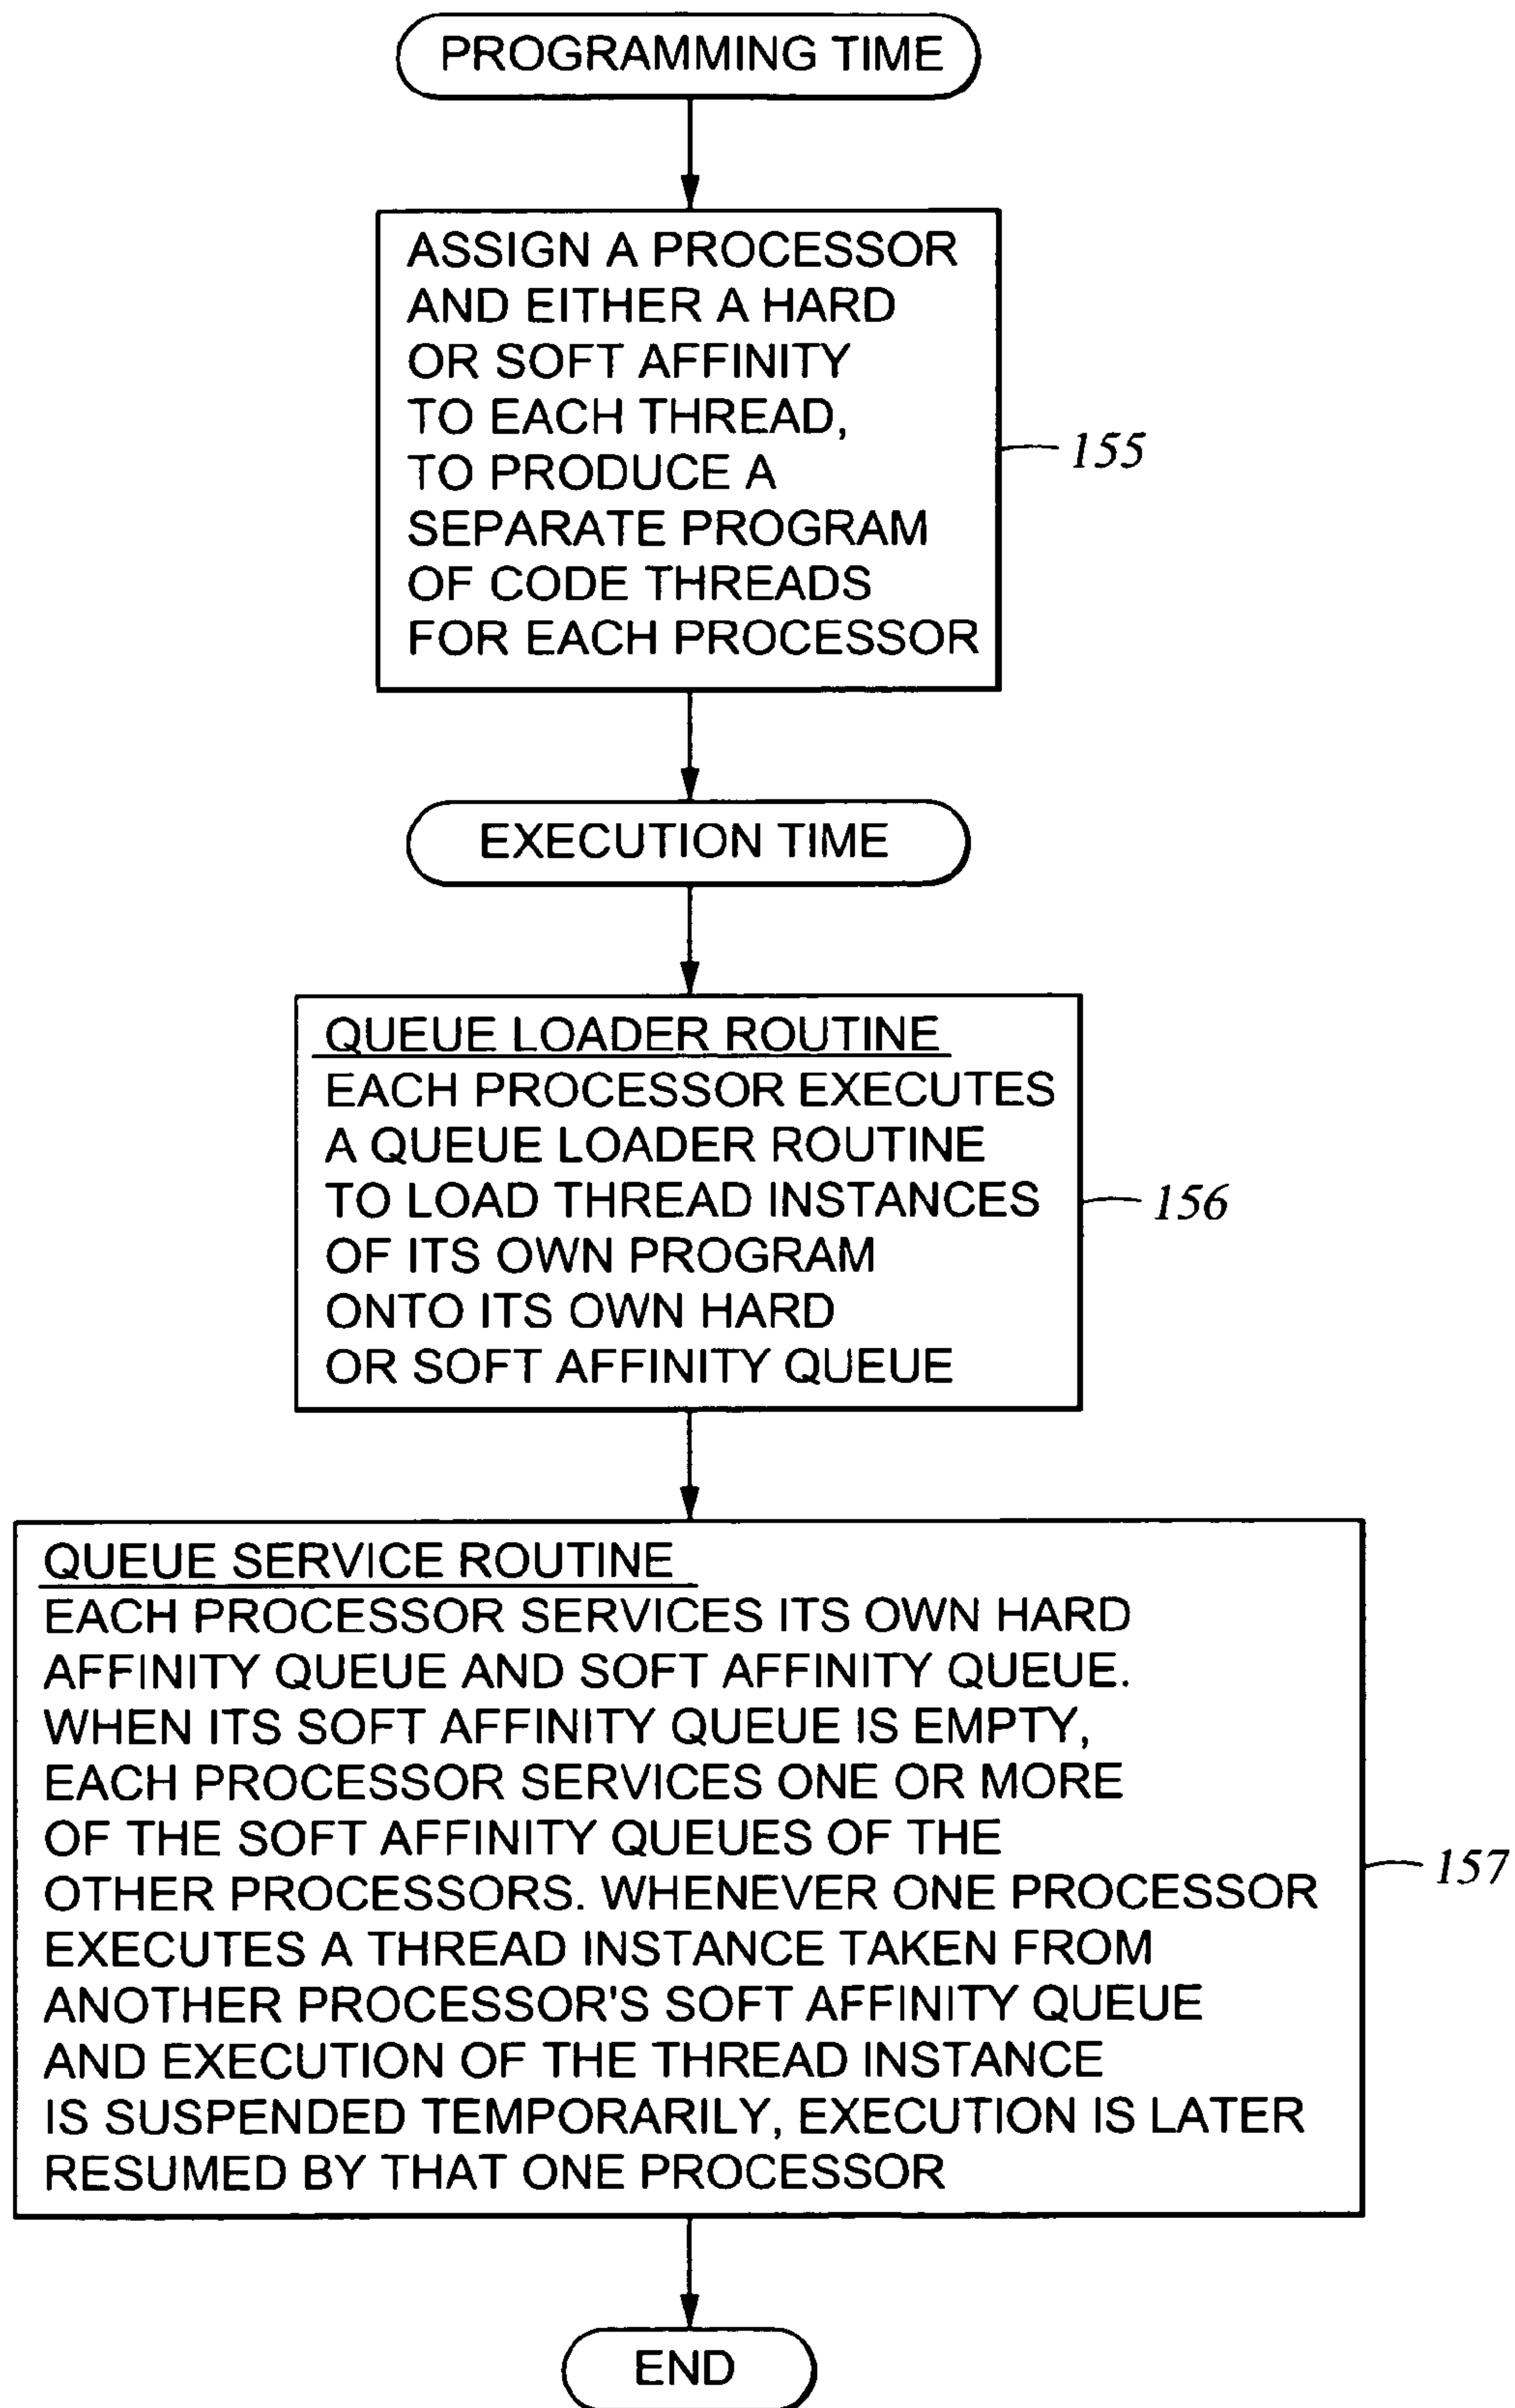 PROGRAMMING TIME
ASSIGN A PROCESSOR
AND EITHER A HARD
OR SOFT AFFINITY
TO EACH THREAD,
TO PRODUCE A
SEPARATE PROGRAM
OF CODE THREADS
FOR EACH PROCESSOR
155
EXECUTION TIME
QUEUE LOADER ROUTINE
EACH PROCESSOR EXECUTES
A QUEUE LOADER ROUTINE
TO LOAD THREAD INSTANCES
OF ITS OWN PROGRAM
ONTO ITS OWN HARD
OR SOFT AFFINITY QUEUE
156
QUEUE SERVICE ROUTINE
EACH PROCESSOR SERVICES ITS OWN HARD
AFFINITY QUEUE AND SOFT AFFINITY QUEUE.
WHEN ITS SOFT AFFINITY QUEUE IS EMPTY,
EACH PROCESSOR SERVICES ONE OR MORE
OF THE SOFT AFFINITY QUEUES OF THE
OTHER PROCESSORS. WHENEVER ONE PROCESSOR
EXECUTES A THREAD INSTANCE TAKEN FROM
ANOTHER PROCESSOR'S SOFT AFFINITY QUEUE
AND EXECUTION OF THE THREAD INSTANCE
IS SUSPENDED TEMPORARILY, EXECUTION IS LATER
RESUMED BY THAT ONE PROCESSOR
157
END